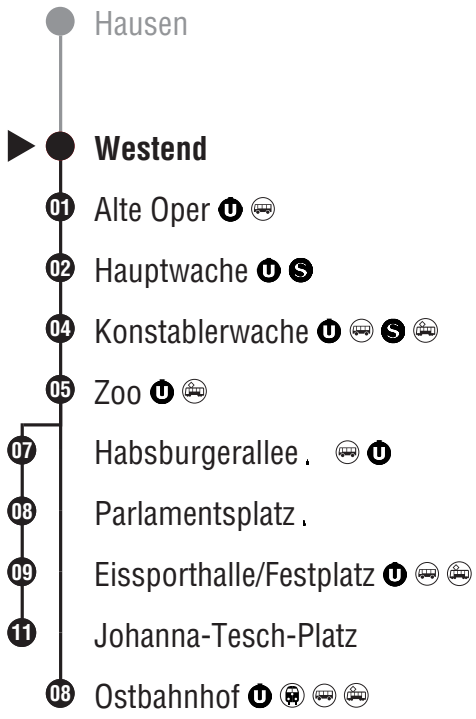 Hausen
Westend
01 Alte Oper U
02 Hauptwache U S
04 Konstablerwache U S
05 Zoo U
07 Habsburgerallee U
08 Parlamentsplatz
09 Eissporthalle/Festplatz U
11 Johanna-Tesch-Platz
08 Ostbahnhof U